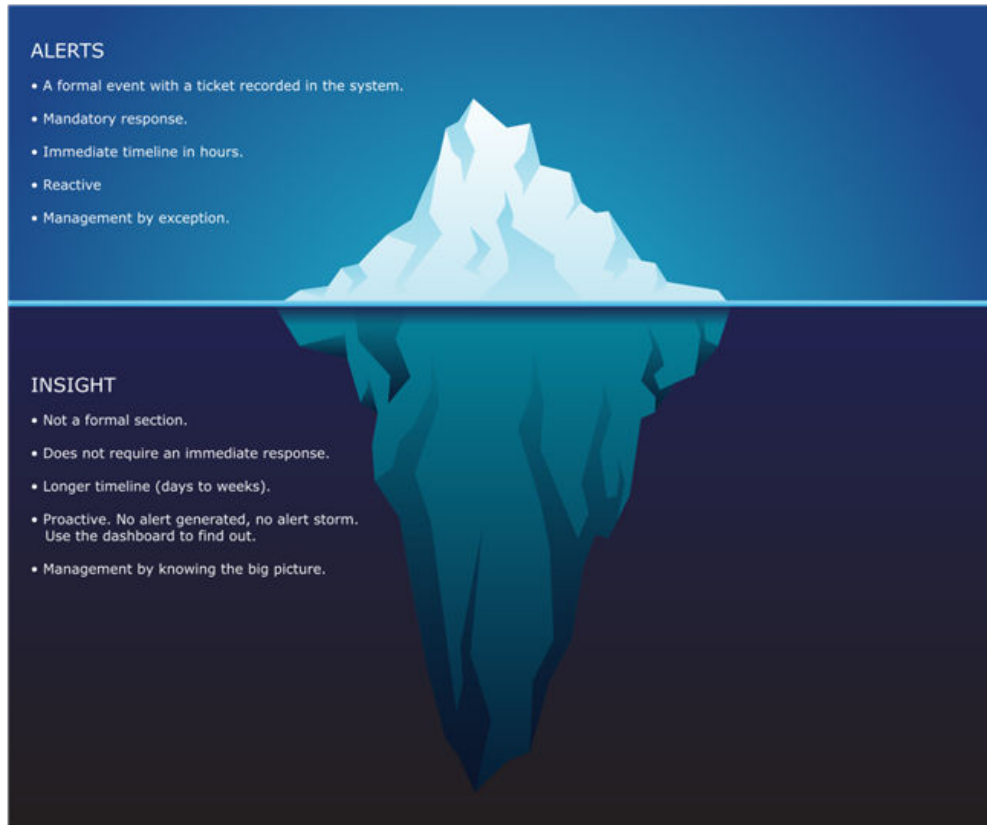 ALERTS
• A formal event with a ticket recorded in the system.
• Mandatory response.
• Immediate timeline in hours.
• Reactive
• Management by exception.
INSIGHT
• Not a formal section.
• Does not require an immediate response.
• Longer timeline (days to weeks).
• Proactive. No alert generated, no alert storm.
Use the dashboard to find out.
• Management by knowing the big picture.